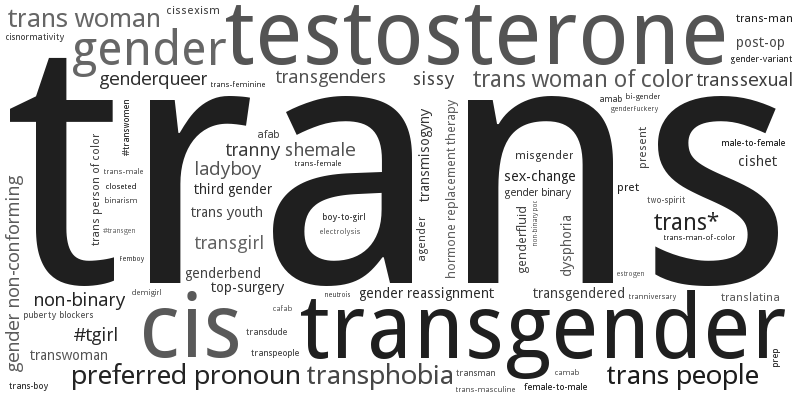 trans woman
cissexism
testosterone
trans-man
cisnormativity
gender
post-op
gender-variant
genderqueer
trans-feminine
transgenders
sissy
trans woman of color
transsexual
trans
#transwomen
afab
tranny
shemale
trans-female
ladyboy
third gender
trans youth
transgirl
genderbend
top-surgery
trans person of color
trans-male
closeted
binarism
#transgen
femboy
boy-to-girl
electrolysis
transmisogyny
agender
hormone replacement therapy
amab
bi-gender
genderfuckery
misgender
sex-change
gender binary
genderfluid
non-binary poc
dysphoria
present
pret
two-spirit
trans*
trans-man-of-color
male-to-female
cishet
estrogen
gender non-conforming
non-binary
demigirl
puberty blockers
#tgirl
transwoman
trans-boy
cis
cafab
transdude
transpeople
neutrois
gender reassignment
transgendered
tranniversary
translatina
transgender
preferred pronoun
transphobia
transman
trans-masculine
camab
female-to-male
trans people
prep